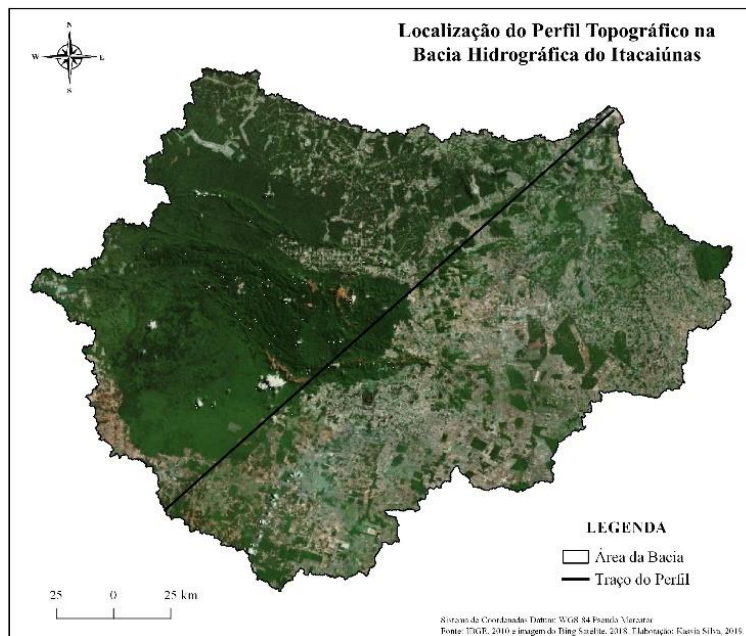 Localização do Perfil Topográfico na
Bacia Hidrográfica do Itacaiúnas
N
W
E
S
LEGENDA
Área da Bacia
Traço do Perfil
25 0 25 km
Sistema de Coordenadas Datum: WGS 84 Pseudo Mercator
Fonte: IBGE, 2010 e imagem do Bing Satelite, 2018. Elaboração: Kassia Silva, 2019.